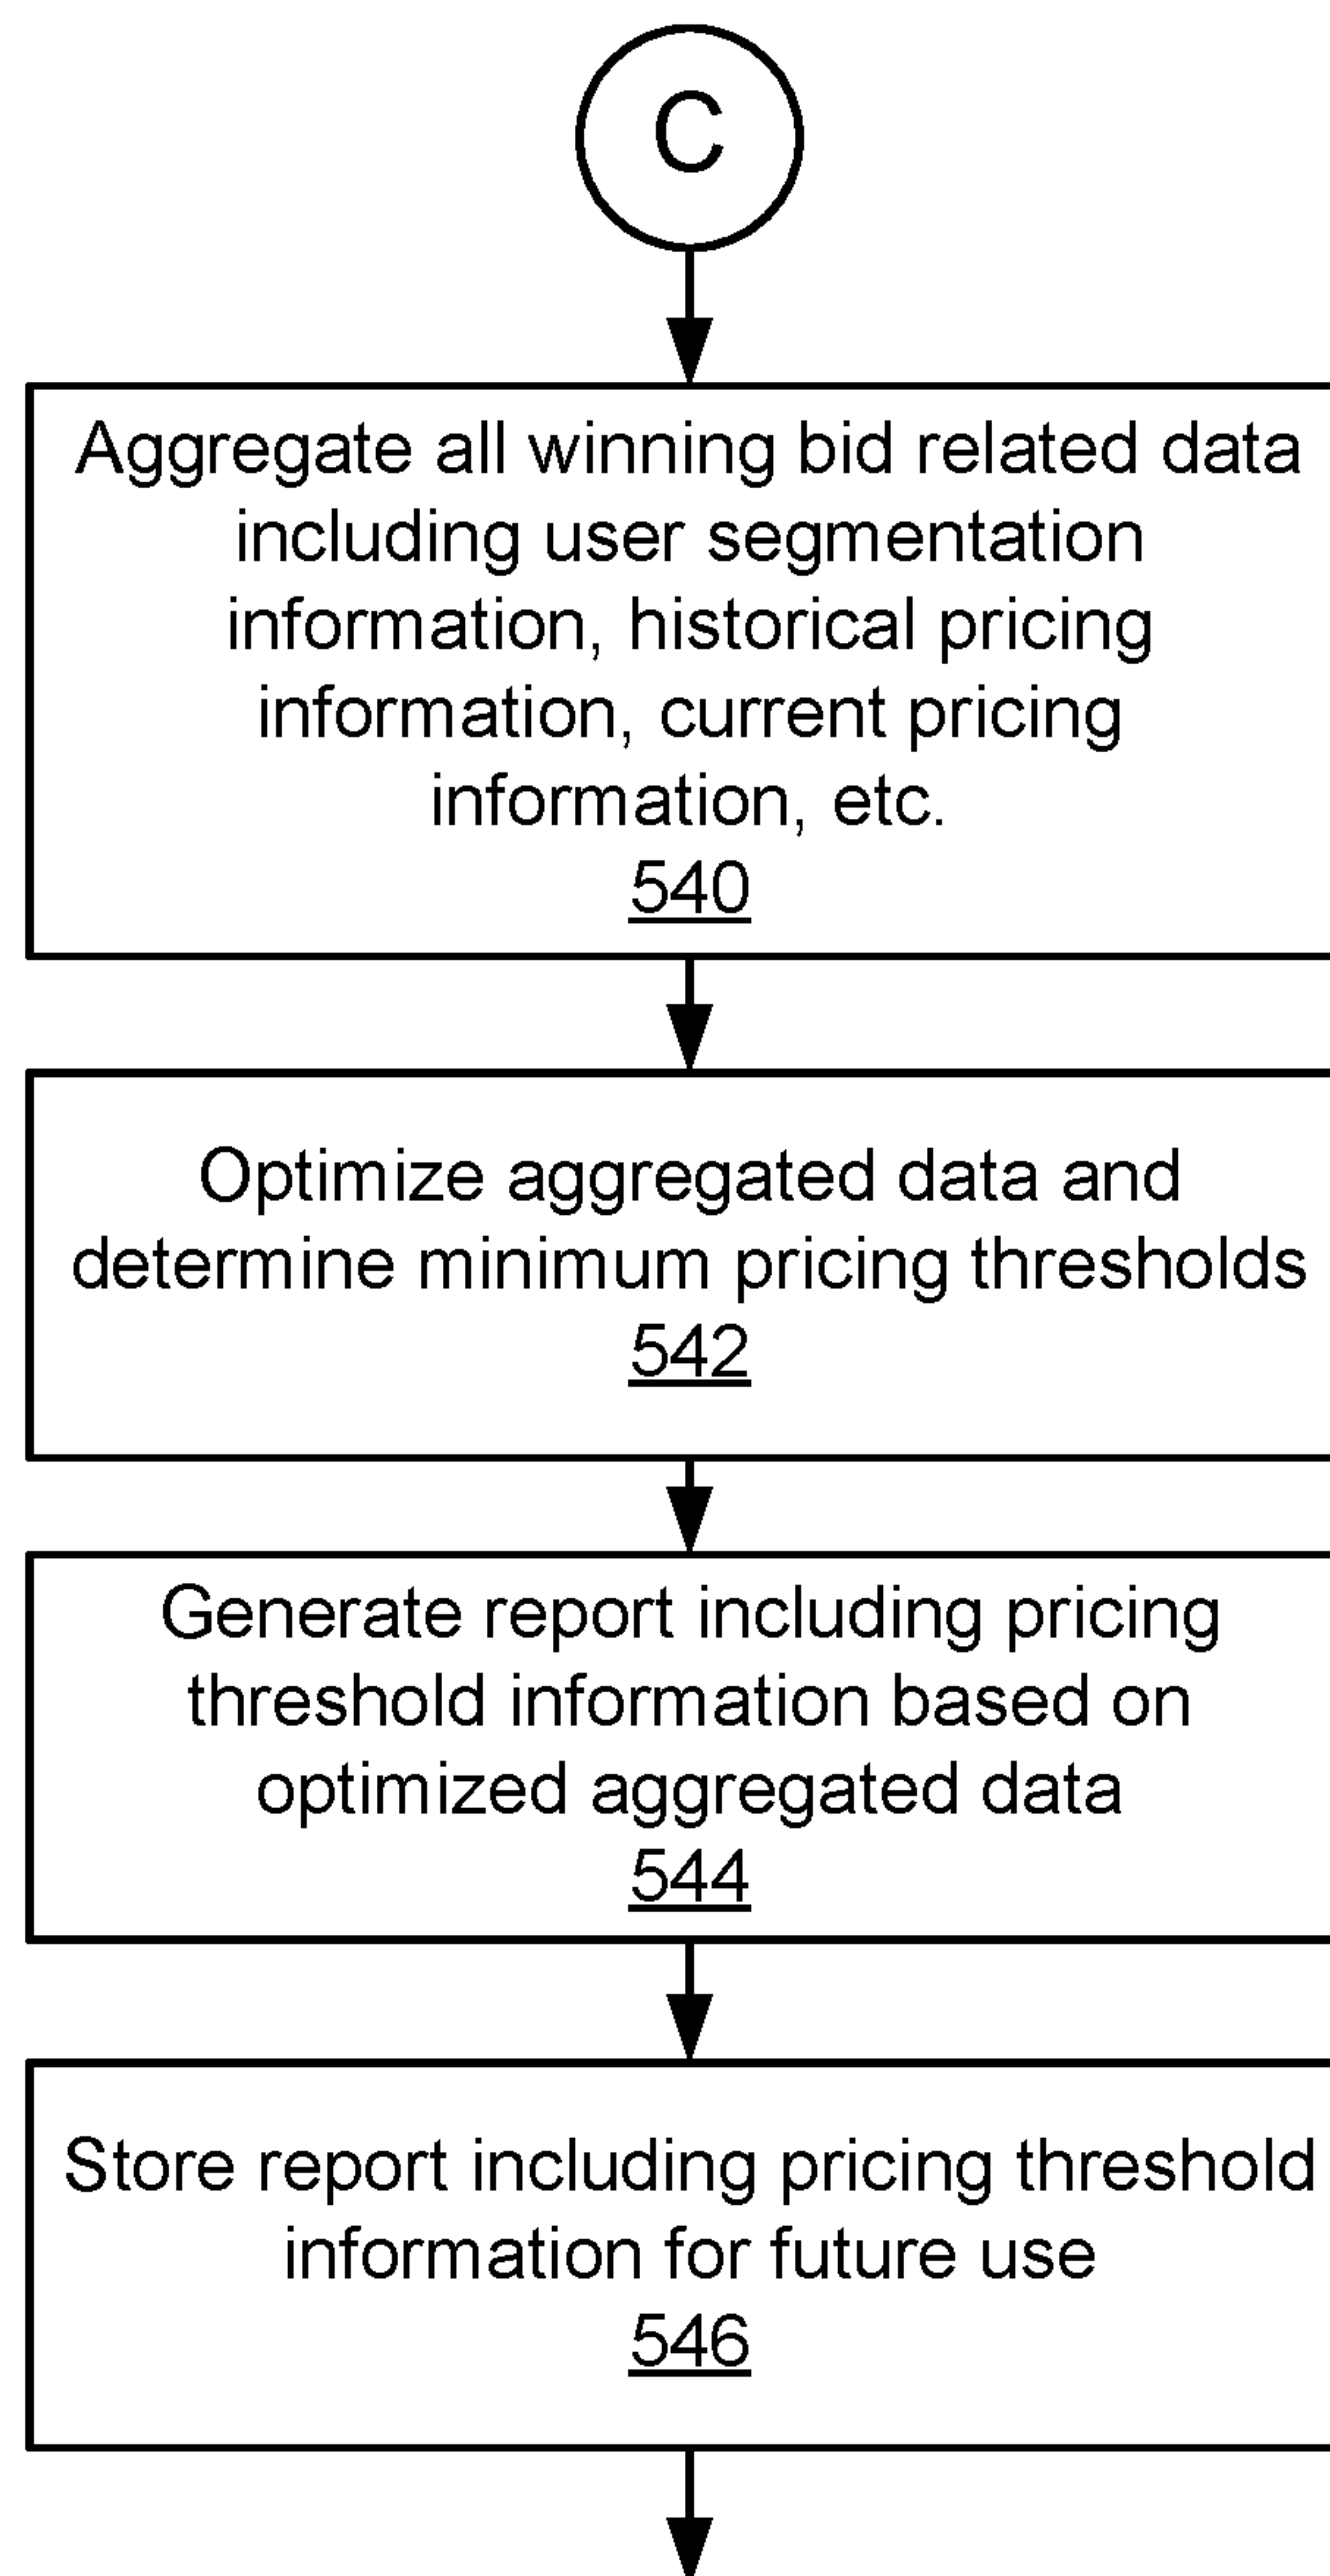 C
Aggregate all winning bid related data
including user segmentation
information, historical pricing
information, current pricing
information, etc.
540
Optimize aggregated data and
determine minimum pricing thresholds
542
Generate report including pricing
threshold information based on
optimized aggregated data
544
Store report including pricing threshold
information for future use
546